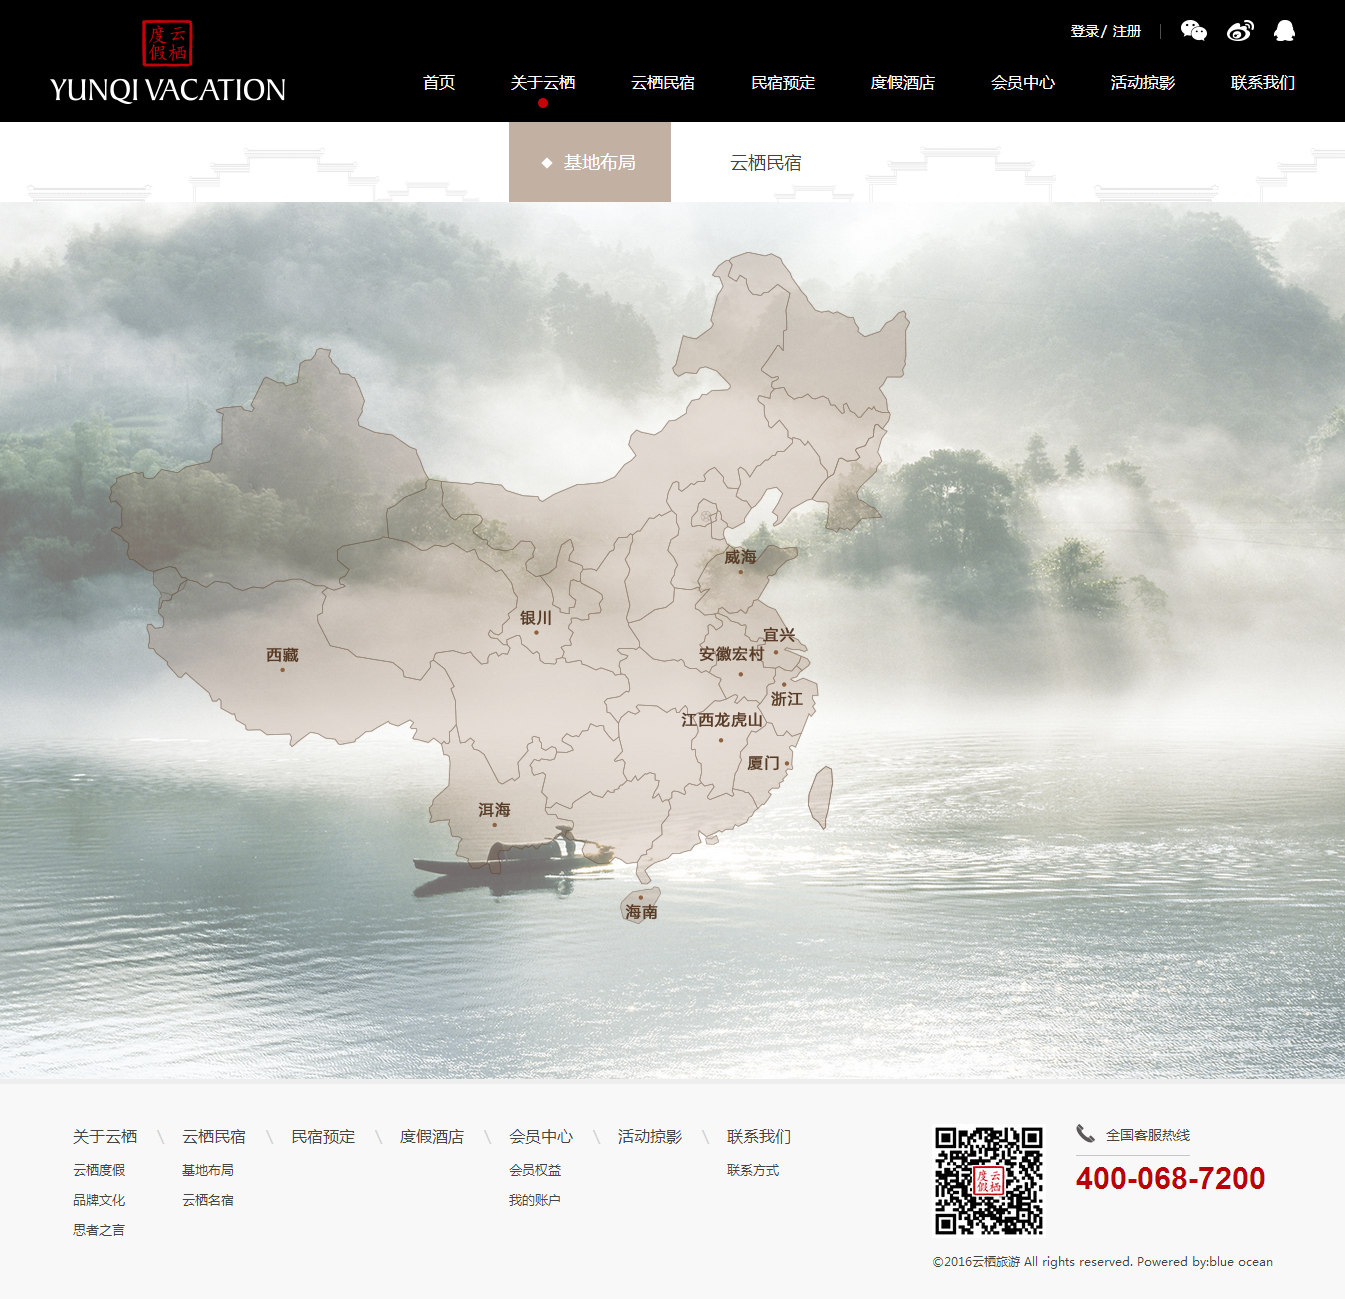 度云
假栖
YUNQI VACATION
登录/ 注册
首页 关于云栖 云栖民宿 民宿预定 度假酒店 会员中心 活动掠影 联系我们
基地布局 云栖民宿
威海
银川
宜兴
西藏
安徽宏村
浙江
江西龙虎山
厦门
洱海
海南
关于云栖 \ 云栖民宿 \ 民宿预定 \ 度假酒店 \ 会员中心 \ 活动掠影 \ 联系我们
云栖度假 基地布局 会员权益 联系方式
品牌文化 云栖名宿 我的账户
思者之言
度云
假栖
全国客服热线
400-068-7200
©2016云栖旅游 All rights reserved. Powered by:blue ocean